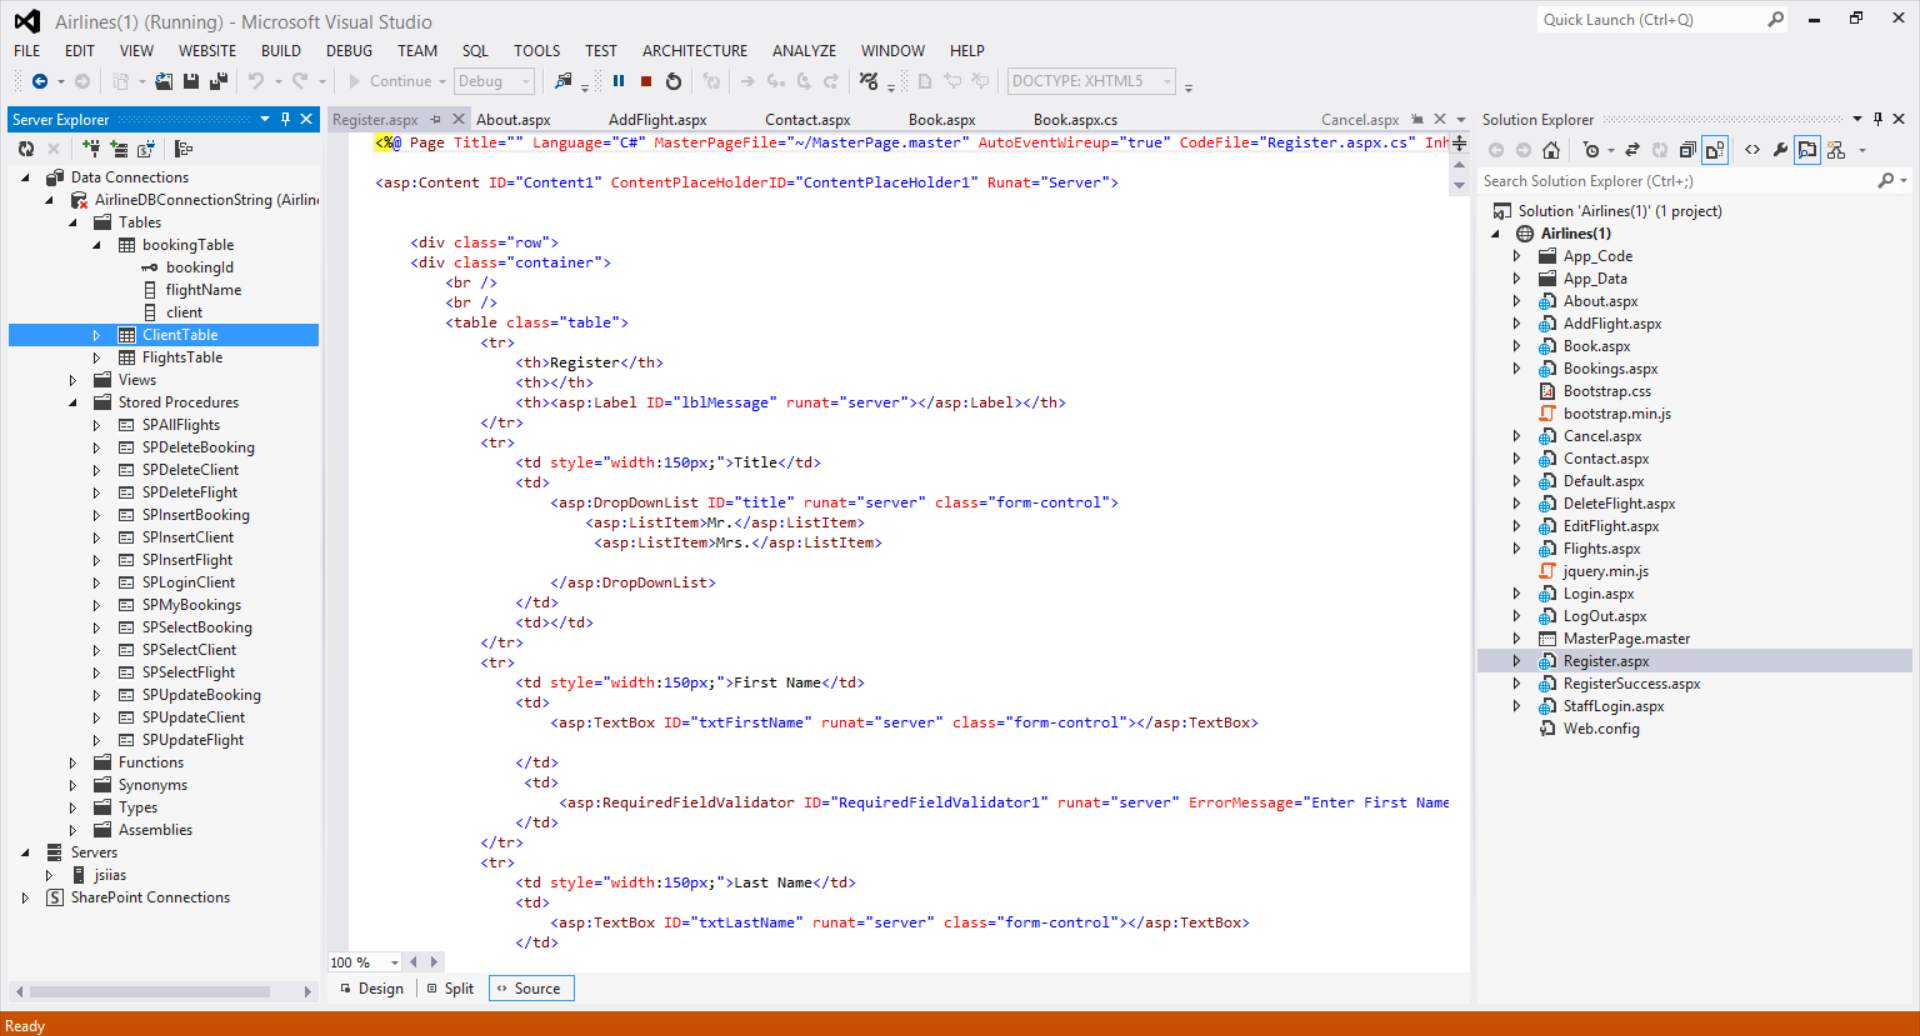 Airlines(1) (Running) - Microsoft Visual Studio
Quick Launch (Ctrl+Q)
FILE EDIT VIEW WEBSITE BUILD DEBUG TEAM SQL TOOLS TEST ARCHITECTURE ANALYZE WINDOW HELP
Continue Debug DOCTYPE: XHTML5
Server Explorer
Data Connections
AirlineDBConnectionString (Airlin
Tables
bookingTable
bookingId
flightName
client
ClientTable
FlightsTable
Views
Stored Procedures
SPAllFlights
SPDeleteBooking
SPDeleteClient
SPDeleteFlight
SPInsertBooking
SPInsertClient
SPInsertFlight
SPLoginClient
SPMyBookings
SPSelectBooking
SPSelectClient
SPSelectFlight
SPUpdateBooking
SPUpdateClient
SPUpdateFlight
Functions
Synonyms
Types
Assemblies
Servers
jsiias
SharePoint Connections
Register.aspx About.aspx AddFlight.aspx Contact.aspx Book.aspx Book.aspx.cs Cancel.aspx
<%@ Page Title="" Language="C#" MasterPageFile="~/MasterPage.master" AutoEventWireup="true" CodeFile="Register.aspx.cs" Inh
<asp:Content ID="Content1" ContentPlaceHolderID="ContentPlaceHolder1" Runat="Server">
<div class="row">
<div class="container">
<br />
<br />
<table class="table">
<tr>
<th>Register</th>
<th></th>
<th><asp:Label ID="lblMessage" runat="server"></asp:Label></th>
</tr>
<tr>
<td style="width:150px;">Title</td>
<td>
<asp:DropDownList ID="title" runat="server" class="form-control">
<asp:ListItem>Mr.</asp:ListItem>
<asp:ListItem>Mrs.</asp:ListItem>
</asp:DropDownList>
</td>
<td></td>
</tr>
<tr>
<td style="width:150px;">First Name</td>
<td>
<asp:TextBox ID="txtFirstName" runat="server" class="form-control"></asp:TextBox>
</td>
<td>
<asp:RequiredFieldValidator ID="RequiredFieldValidator1" runat="server" ErrorMessage="Enter First Name
</td>
</tr>
<tr>
<td style="width:150px;">Last Name</td>
<td>
<asp:TextBox ID="txtLastName" runat="server" class="form-control"></asp:TextBox>
</td>
100 %
Design Split Source
Solution Explorer
Search Solution Explorer (Ctrl+;)
Solution 'Airlines(1)' (1 project)
Airlines(1)
App_Code
App_Data
About.aspx
AddFlight.aspx
Book.aspx
Bookings.aspx
Bootstrap.css
bootstrap.min.js
Cancel.aspx
Contact.aspx
Default.aspx
DeleteFlight.aspx
EditFlight.aspx
Flights.aspx
jquery.min.js
Login.aspx
LogOut.aspx
MasterPage.master
Register.aspx
RegisterSuccess.aspx
StaffLogin.aspx
Web.config
Ready